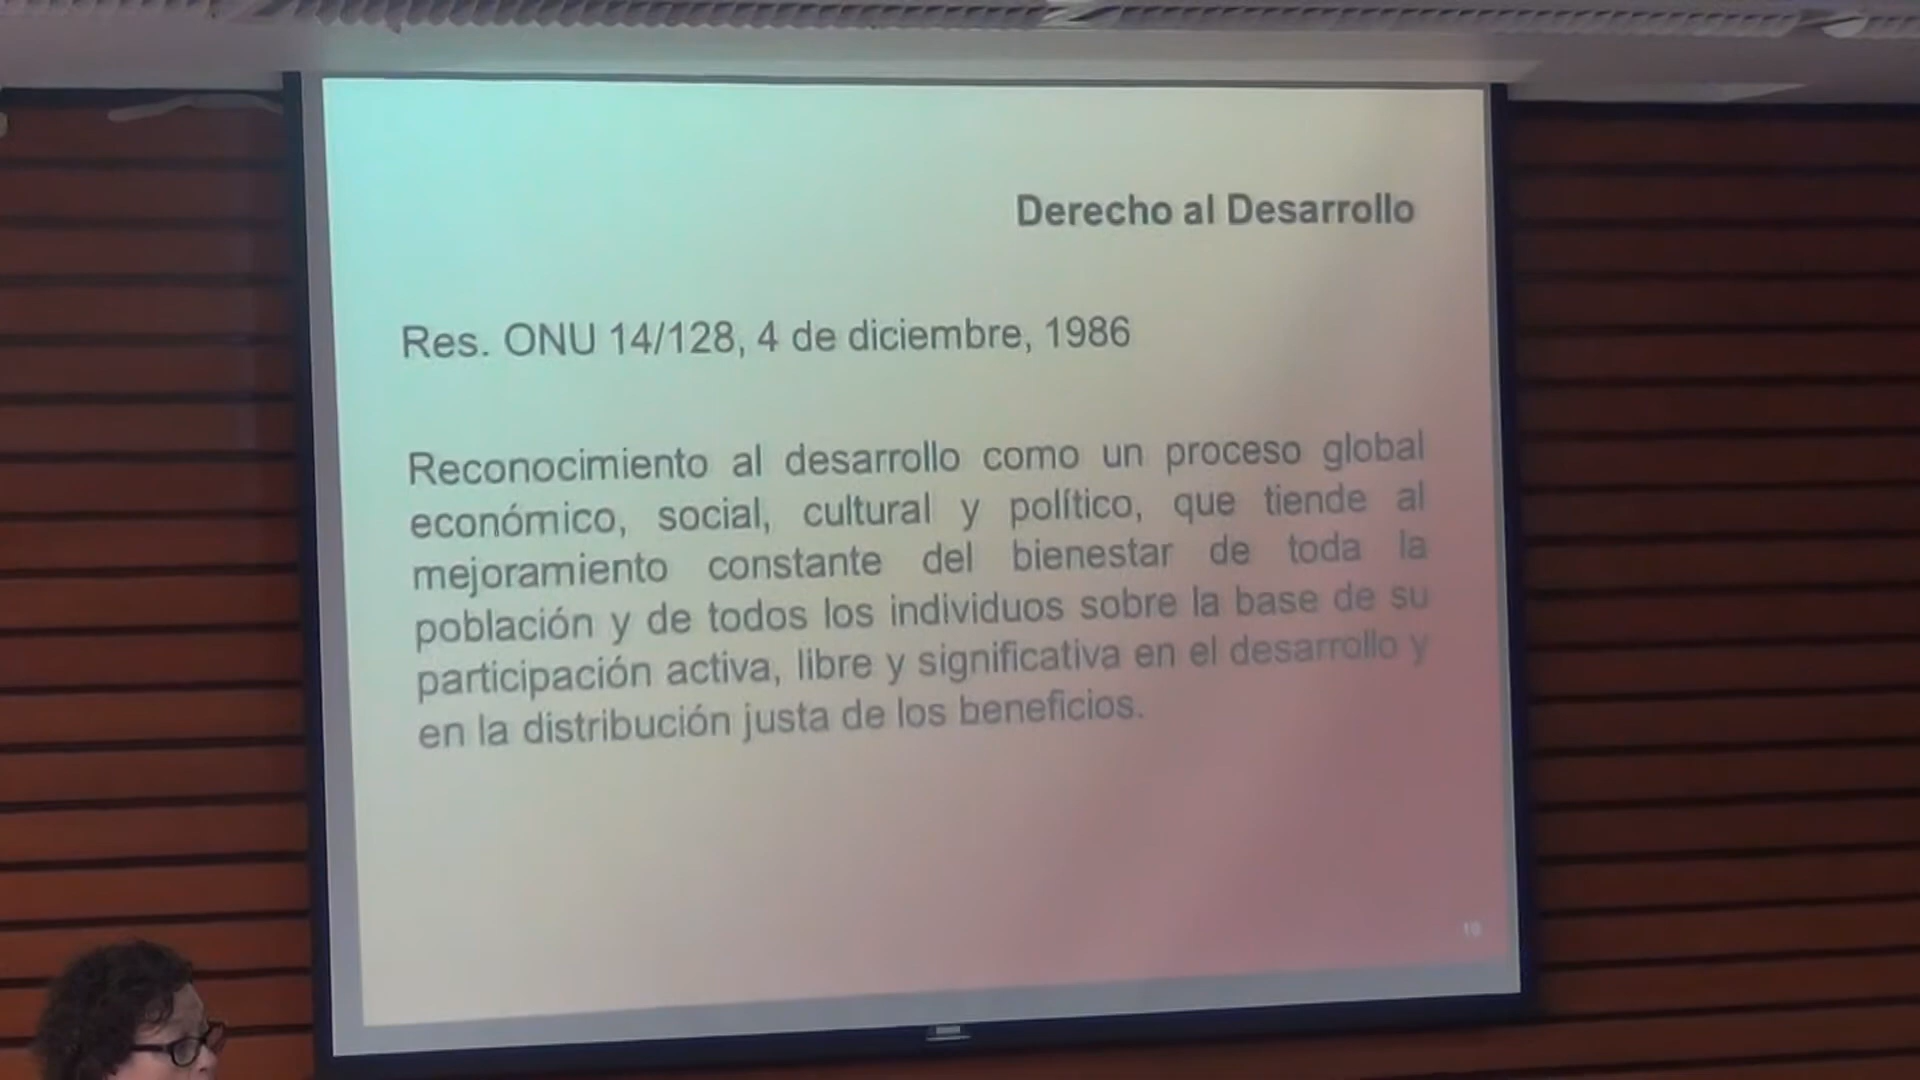 Derecho al Desarrollo
Res. ONU 14/128, 4 de diciembre, 1986
Reconocimiento al desarrollo como un proceso global
económico, social, cultural y político, que tiende al
mejoramiento constante del bienestar de toda la
población y de todos los individuos sobre la base de su
participación activa, libre y significativa en el desarrollo y
en la distribución justa de los beneficios.